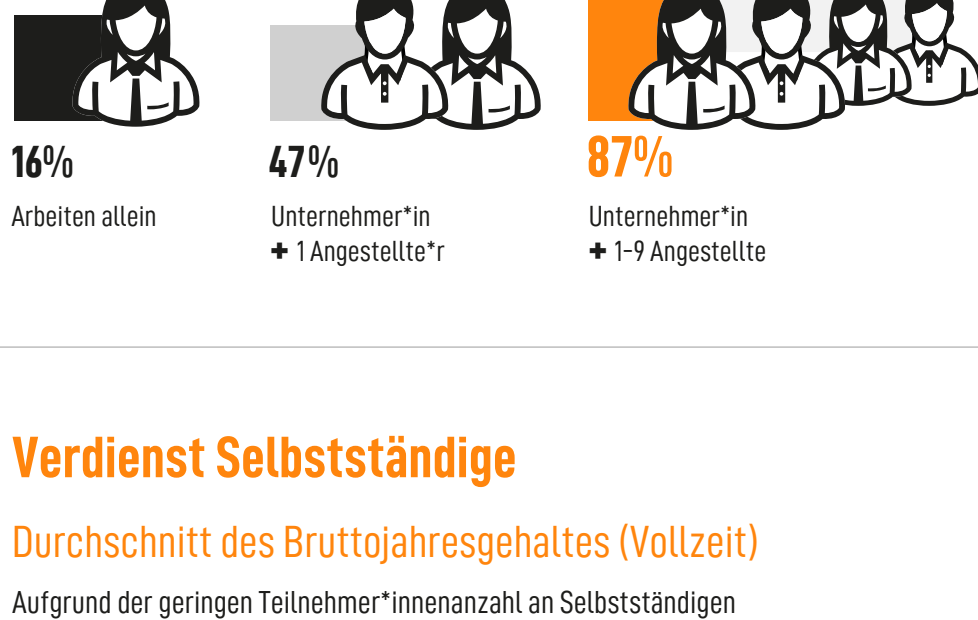 16%
47%
87%
Arbeiten allein
Unternehmer*in
+ 1 Angestellte*r
Unternehmer*in
+ 1-9 Angestellte
Verdienst Selbstständige
Durchschnitt des Bruttojahresgehaltes (Vollzeit)
Aufgrund der geringen Teilnehmer*innenanzahl an Selbstständigen